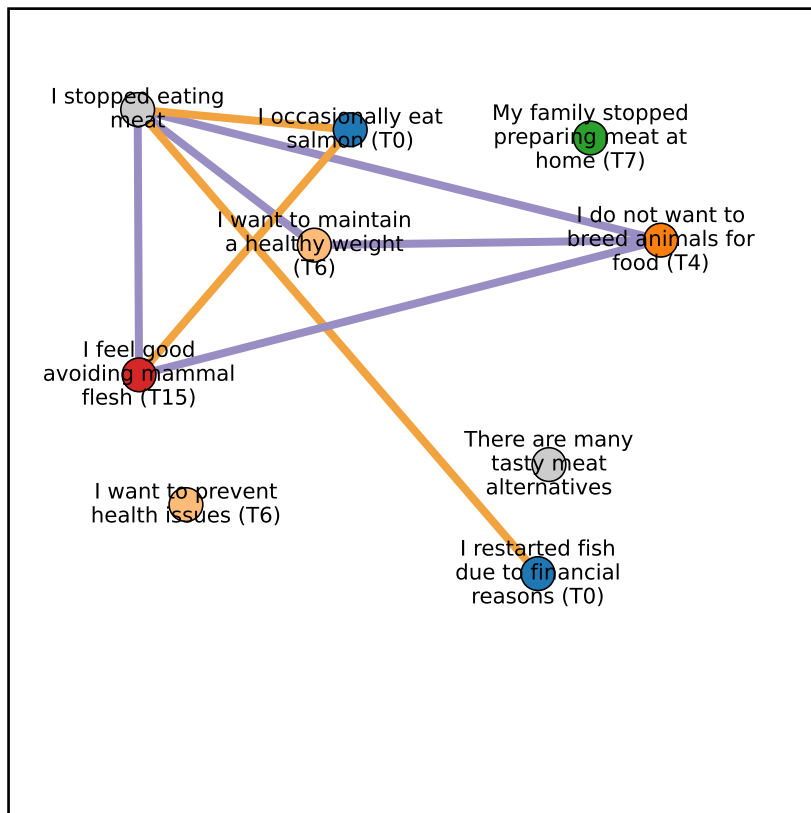 I stopped eating
meat
I occasionally eat
salmon (T0)
My family stopped
preparing meat at
home (T7)
I want to maintain
a healthy weight
(T6)
I do not want to
breed animals for
food (T4)
I feel good
avoiding mammal
flesh (T15)
There are many
tasty meat
alternatives
I want to prevent
health issues (T6)
I restarted fish
due to financial
reasons (T0)